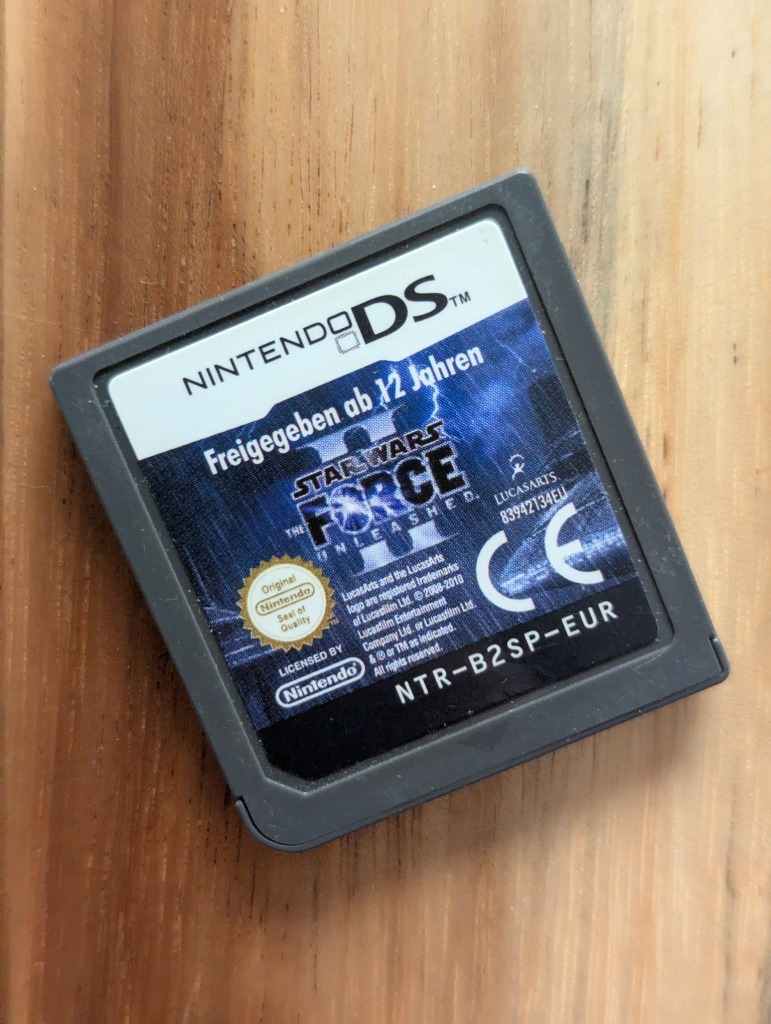 NINTENDO DS™
Freigegeben ab 12 Jahren
II
STAR WARS
THE FORCE
UNLEASHED
LUCASARTS
83942134EU
CE
Original
Nintendo
Seal of
Quality
LICENSED BY
Nintendo
LucasArts and the LucasArts
logo are registered trademarks
of Lucasfilm Ltd. © 2008-2010
Lucasfilm Entertainment
Company Ltd. or Lucasfilm Ltd.
& ® or TM as indicated.
All rights reserved.
NTR-B2SP-EUR